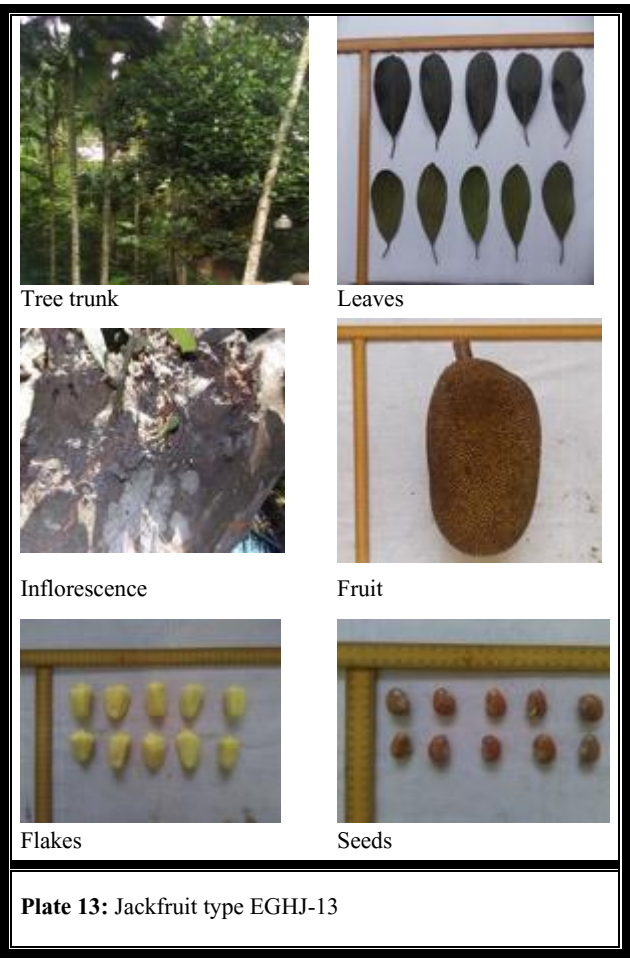 Tree trunk
Leaves
Inflorescence
Fruit
Flakes
Seeds
Plate 13: Jackfruit type EGHJ-13